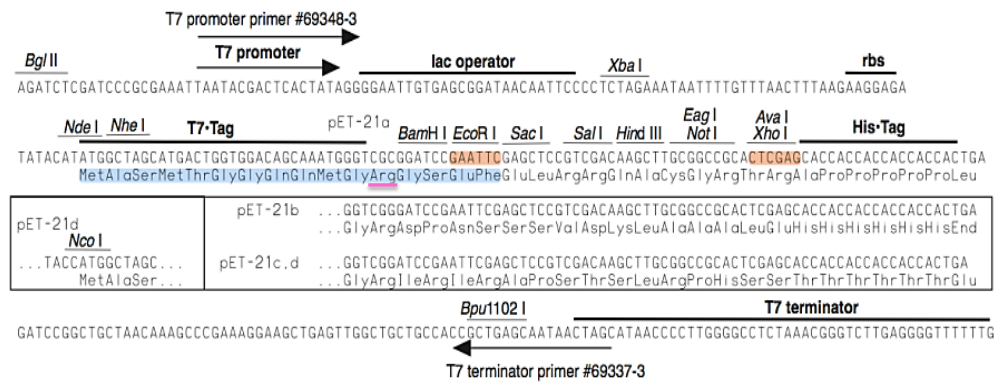 T7 promoter primer #69348-3
Bgl II T7 promoter lac operator Xba I rbs
AGATCTCGATCCCGCGAAATTAATACGACTCACTATAGGGGAATTGTGAGCGGATAACAATTCCCCTCTAGAAATAATTTTGTTTAACTTTAAGAAGGAGA
Nde I Nhe I T7•Tag pET-21a BamH I EcoR I Sac I Sal I Hind III Eag I Not I Ava I Xho I His•Tag
TATACATATGGCTAGCATGACTGGTGGACAGCAAATGGGTCGCGGATCCGAATTCGAGCTCCGTCGACAAGCTTGCGGCCGCACTCGAGCACCACCACCACCACCACTGA
MetAlaSerMetThrGlyGlyGlnGlnMetGlyArgGlySerGluPheGluLeuArgArgGlnAlaCysGlyArgThrArgAlaProProProProProProLeu
pET-21d
Nco I
...TACCATGGCTAGC...
MetAlaSer...
pET-21b ...GGTCGGGATCCGAATTCGAGCTCCGTCGACAAGCTTGCGGCCGCACTCGAGCACCACCACCACCACCACTGA
GlyArgAspProAsnSerSerSerValAspLysLeuAlaAlaAlaLeuGluHisHisHisHisHisHisEnd
pET-21c,d ...GGTCGGATCCGAATTCGAGCTCCGTCGACAAGCTTGCGGCCGCACTCGAGCACCACCACCACCACCACTGA
GlyArgIleArgIleArgAlaProSerThrSerLeuArgProHisSerSerThrThrThrThrThrThrGlu
Bpu1102 I T7 terminator
GATCCGGCTGCTAACAAAGCCCGAAAGGAAGCTGAGTTGGCTGCTGCCACCGCTGAGCAATAACTAGCATAACCCCTTGGGGCCTCTAAACGGGTCTTGAGGGGTTTTTTG
T7 terminator primer #69337-3